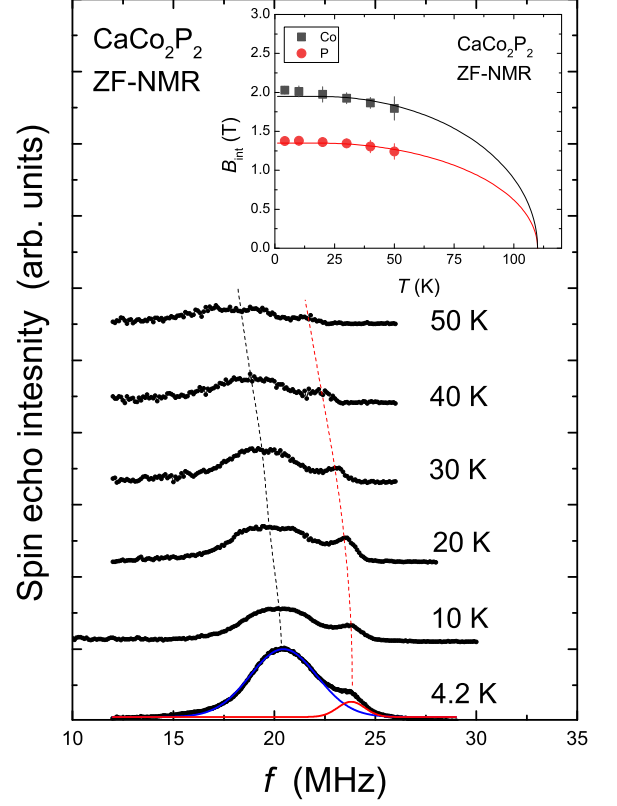 CaCo₂P₂
ZF-NMR
3.0
2.5
2.0
1.5
1.0
0.5
0.0
B_int (T)
Co
P
CaCo₂P₂
ZF-NMR
0
25
50
75
100
T (K)
Spin echo intesnity (arb. units)
50 K
40 K
30 K
20 K
10 K
4.2 K
10
15
20
25
30
35
f (MHz)